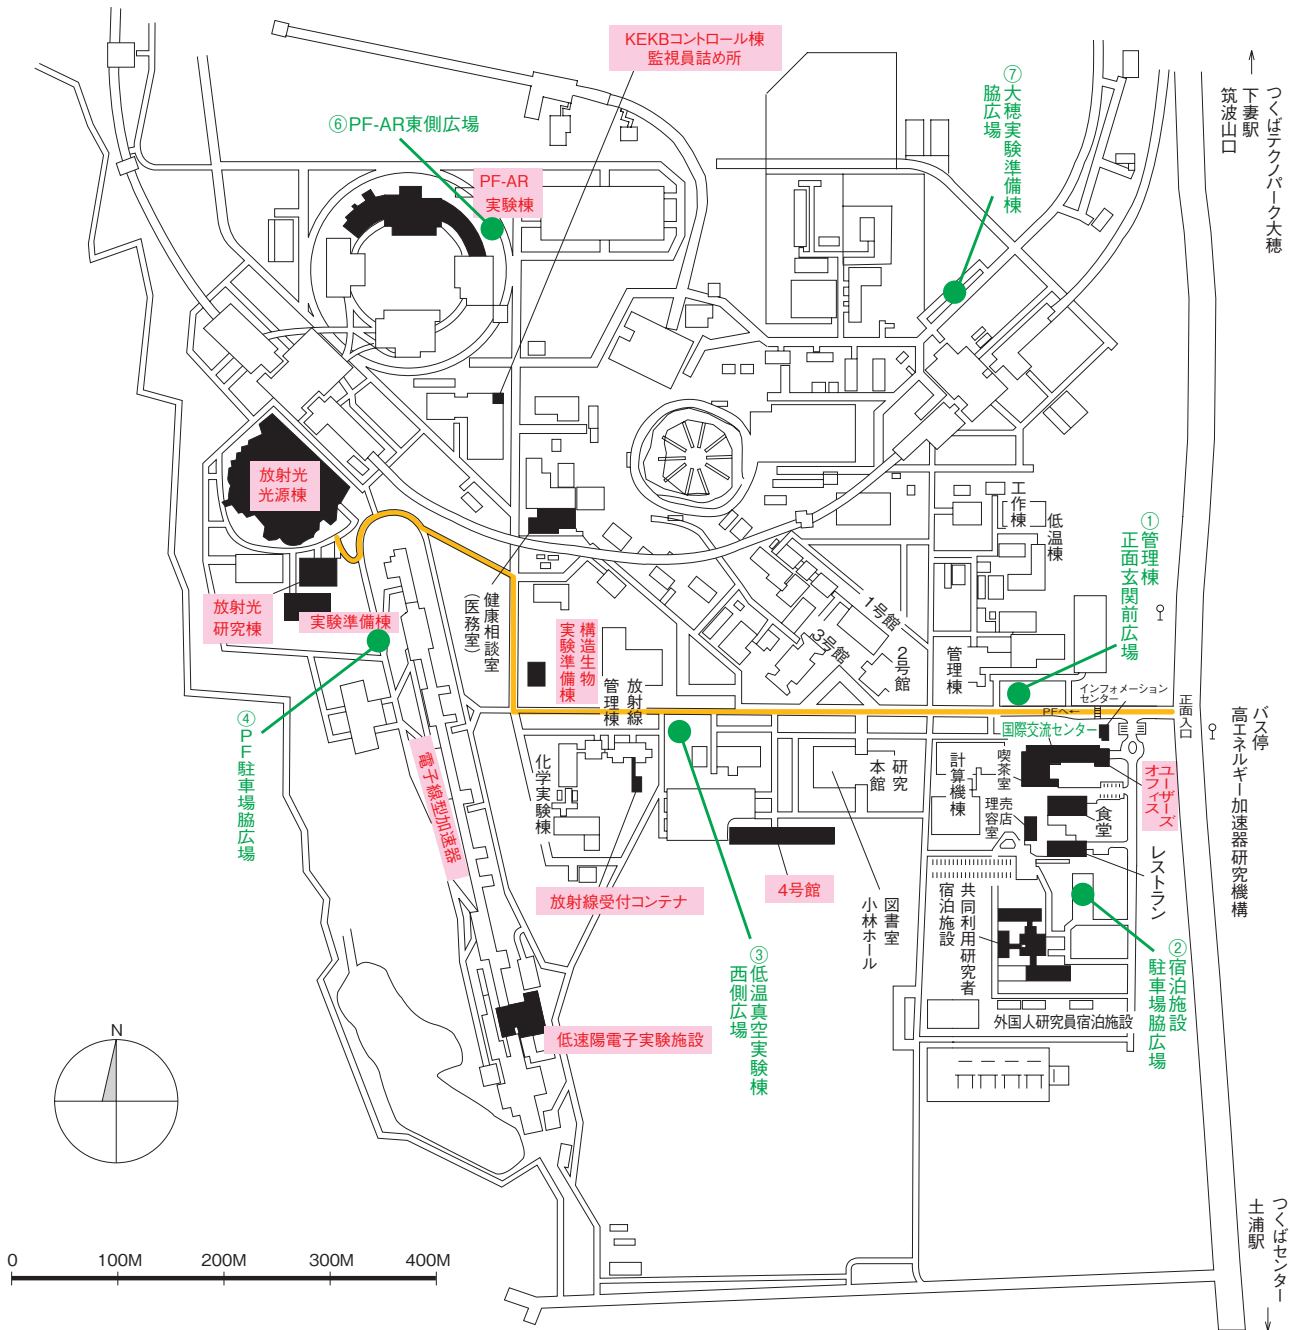 KEKBコントロール棟
監視員詰め所
⑥PF-AR東側広場
PF-AR
実験棟
⑦大穂実験準備棟
脇広場
つくばテクノパーク大穂
下妻駅
筑波山口
放射光
光源棟
放射光
研究棟
実験準備棟
④PF駐車場脇広場
電子線型加速器
健康相談室
（医務室）
構造生物
実験準備棟
放射線
管理棟
化学実験棟
放射線受付コンテナ
低速陽電子実験施設
③低温真空実験棟
西側広場
4号館
研究
本館
図書室
小林ホール
1号館
3号館
2号館
管理棟
工作棟
低温棟
①管理棟
正面玄関前広場
インフォメーション
センター
PFへ←
正面入口
国際交流センター
計算機棟
喫茶室
売店
理容室
食堂
ユーザーズ
オフィス
レストラン
共同利用研究者
宿泊施設
外国人研究員宿泊施設
②宿泊施設
駐車場脇広場
バス停
高エネルギー加速器研究機構
つくばセンター
土浦駅
N
0 100M 200M 300M 400M